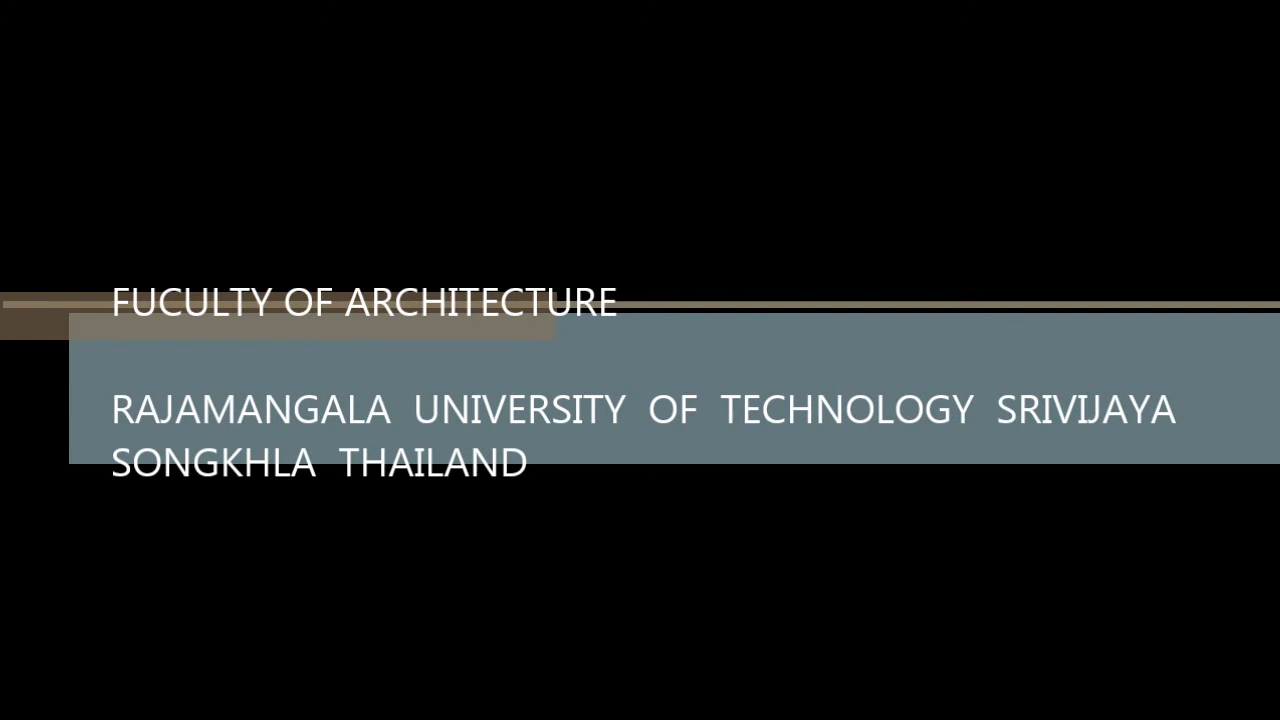 FUCULTY OF ARCHITECTURE
RAJAMANGALA UNIVERSITY OF TECHNOLOGY SRIVIJAYA
SONGKHLA THAILAND